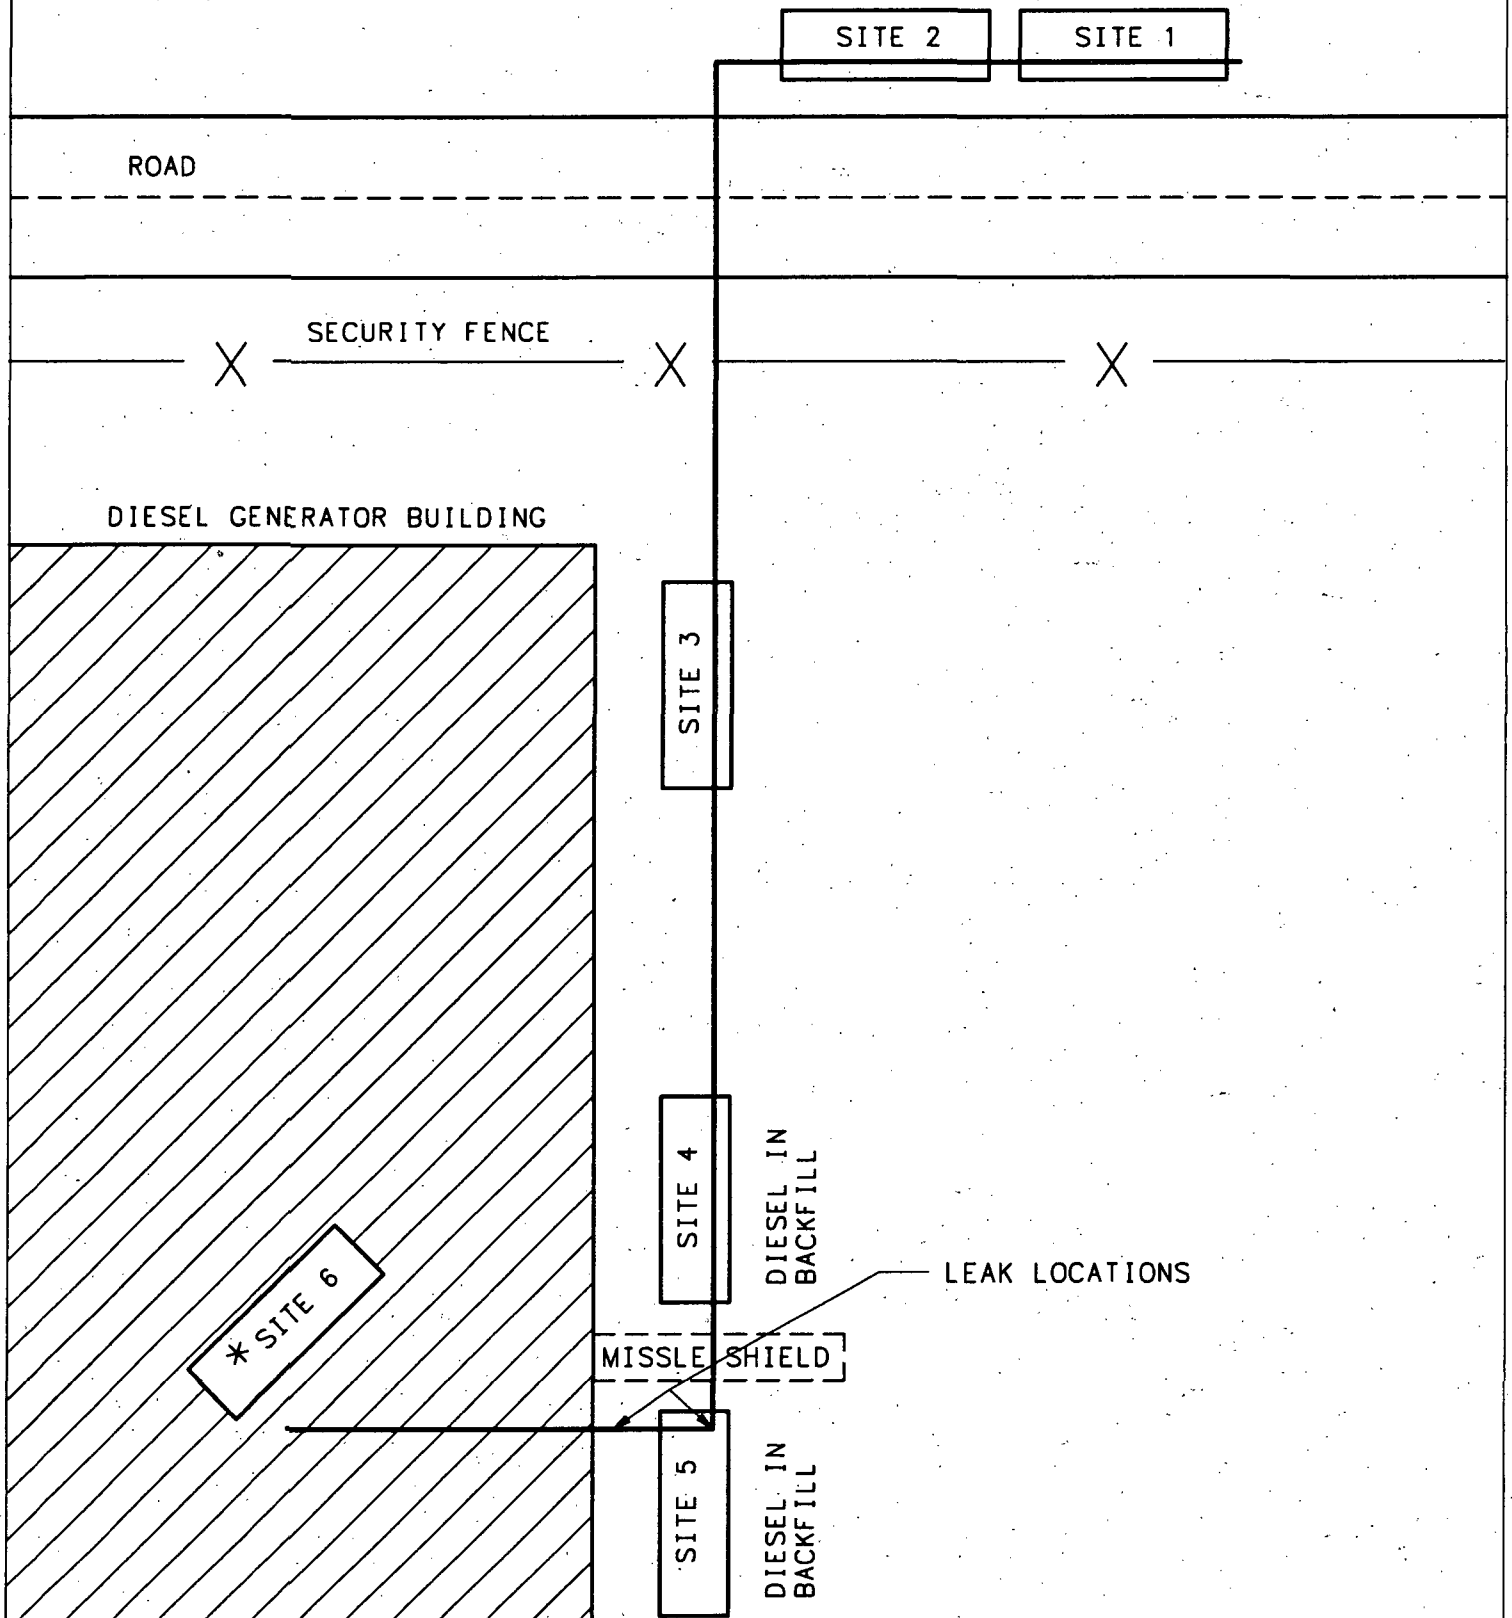 SITE 2
SITE 1
ROAD
SECURITY FENCE
DIESEL GENERATOR BUILDING
SITE 3
SITE 4
DIESEL IN
BACKFILL
LEAK LOCATIONS
* SITE 6
MISSLE SHIELD
SITE 5
DIESEL IN
BACKFILL